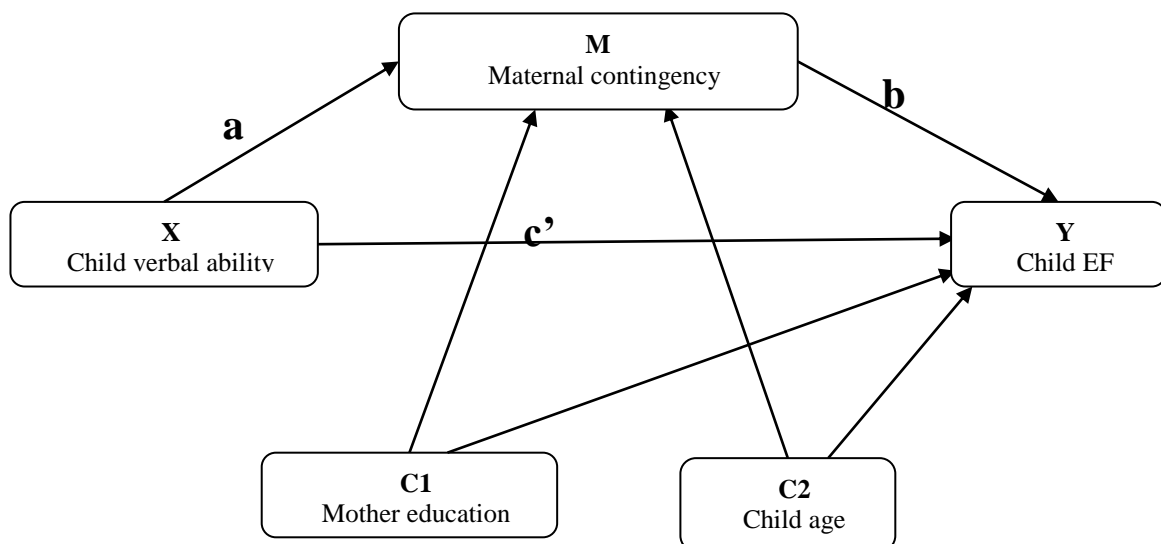 M
Maternal contingency
a
b
X
Child verbal ability
c’
Y
Child EF
C1
Mother education
C2
Child age